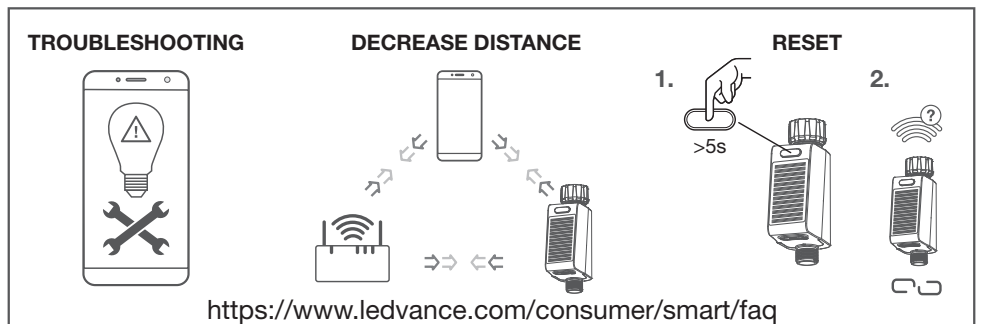 TROUBLESHOOTING
DECREASE DISTANCE
RESET
1.
>5s
2.
?
https://www.ledvance.com/consumer/smart/faq